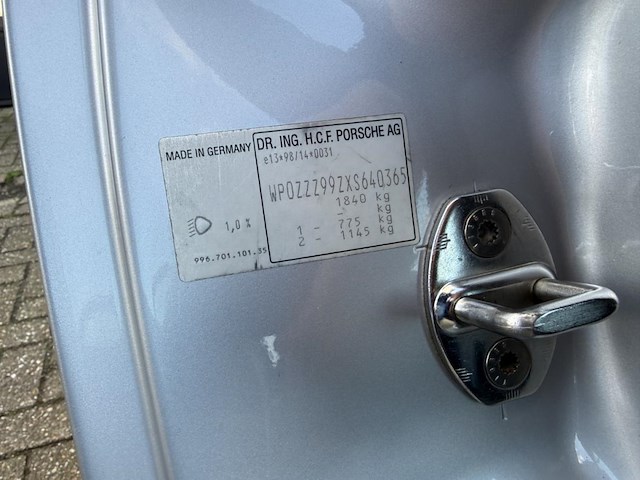 MADE IN GERMANY
DR. ING. H.C.F. PORSCHE AG
e13*98/14*0031
WP0ZZZ99ZXS640365
1840 kg
- kg
1 - 775 kg
2 - 1145 kg
1,0 %
996.701.101.35